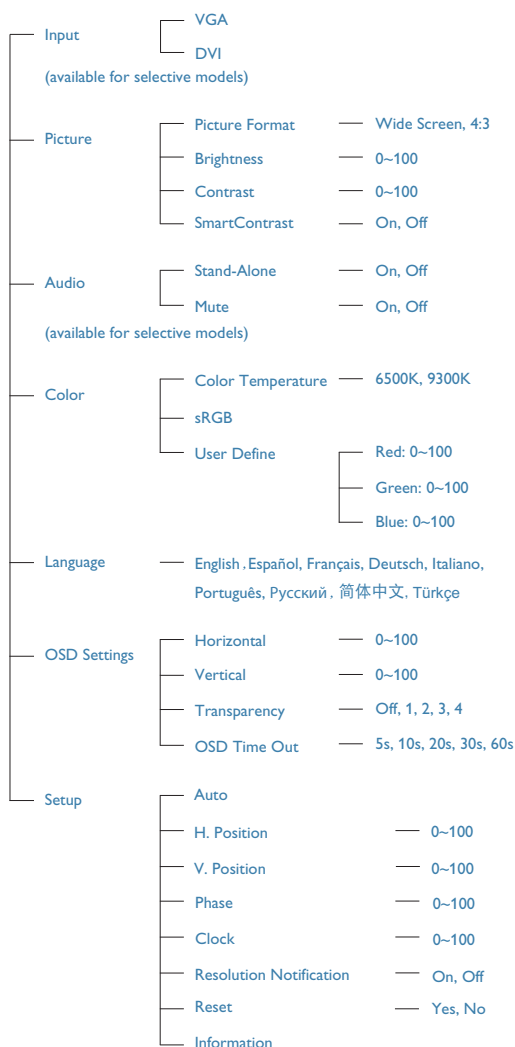 Input
VGA
DVI
(available for selective models)
Picture
Picture Format
Wide Screen, 4:3
Brightness
0~100
Contrast
0~100
SmartContrast
On, Off
Audio
Stand-Alone
On, Off
Mute
On, Off
(available for selective models)
Color
Color Temperature
6500K, 9300K
sRGB
User Define
Red: 0~100
Green: 0~100
Blue: 0~100
Language
English, Español, Français, Deutsch, Italiano,
Português, Русский, 简体中文, Türkçe
OSD Settings
Horizontal
0~100
Vertical
0~100
Transparency
Off, 1, 2, 3, 4
OSD Time Out
5s, 10s, 20s, 30s, 60s
Setup
Auto
H. Position
0~100
V. Position
0~100
Phase
0~100
Clock
0~100
Resolution Notification
On, Off
Reset
Yes, No
Information